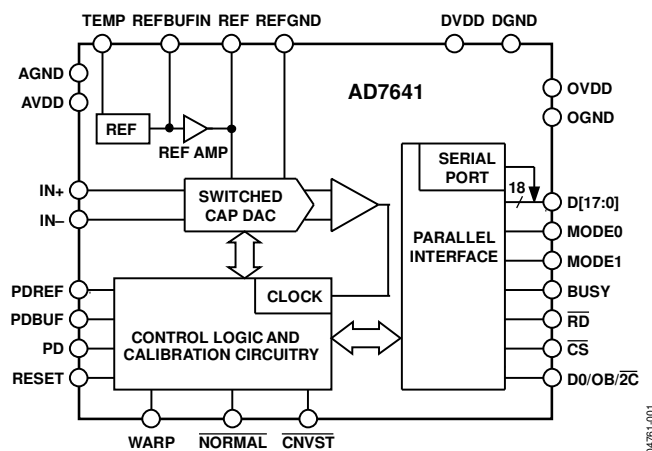 TEMP REFBUFIN REF REFGND DVDD DGND
AGND
AVDD
AD7641
OVDD
OGND
REF
REF AMP
SERIAL
PORT
18
IN+
IN–
SWITCHED
CAP DAC
D[17:0]
PARALLEL
INTERFACE
MODE0
MODE1
BUSY
RD
CS
D0/OB/2C
PDREF
PDBUF
PD
RESET
CLOCK
CONTROL LOGIC AND
CALIBRATION CIRCUITRY
WARP NORMAL CNVST
04761-001